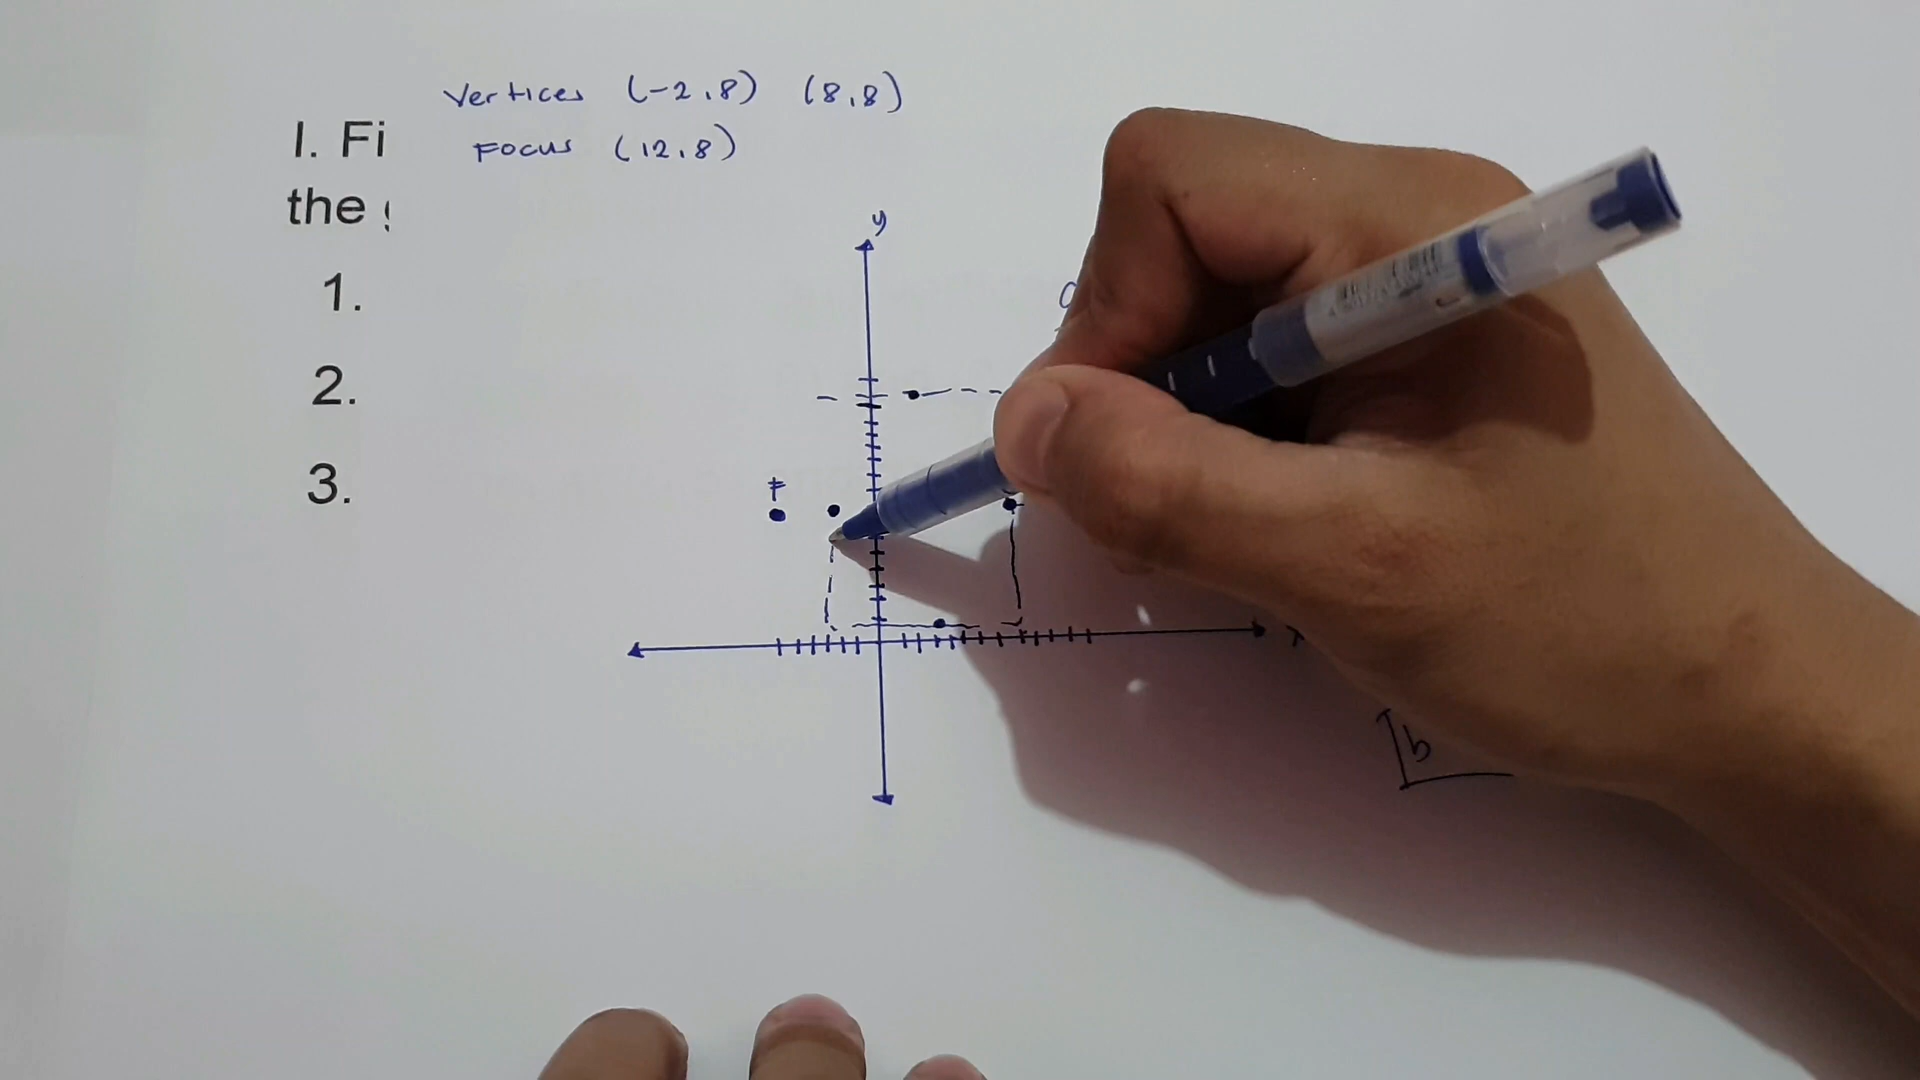 Vertices (-2,8) (8,8)
Focus (12,8)
I. Fi
the
1.
2.
3.
y
F
b